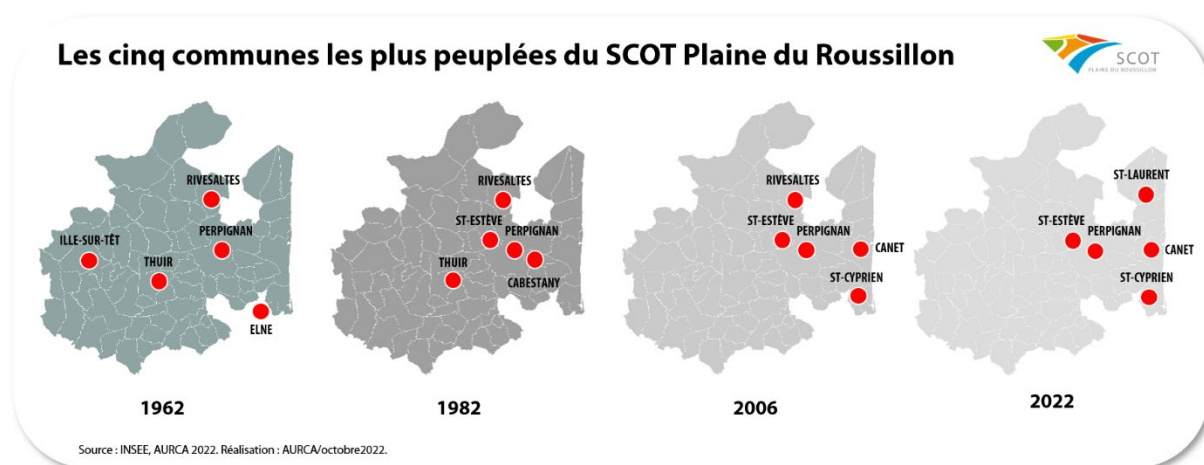 Les cinq communes les plus peuplées du SCOT Plaine du Roussillon
SCOT
PLAINE DU ROUSSILLON
RIVESALTES
PERPIGNAN
ILLE-SUR-TÊT
THUIR
ELNE
1962
RIVESALTES
ST-ESTÈVE
PERPIGNAN
THUIR
CABESTANY
1982
RIVESALTES
ST-ESTÈVE
PERPIGNAN
CANET
ST-CYPRIEN
2006
ST-LAURENT
ST-ESTÈVE
PERPIGNAN
CANET
ST-CYPRIEN
2022
Source : INSEE, AURCA 2022. Réalisation : AURCA/octobre2022.